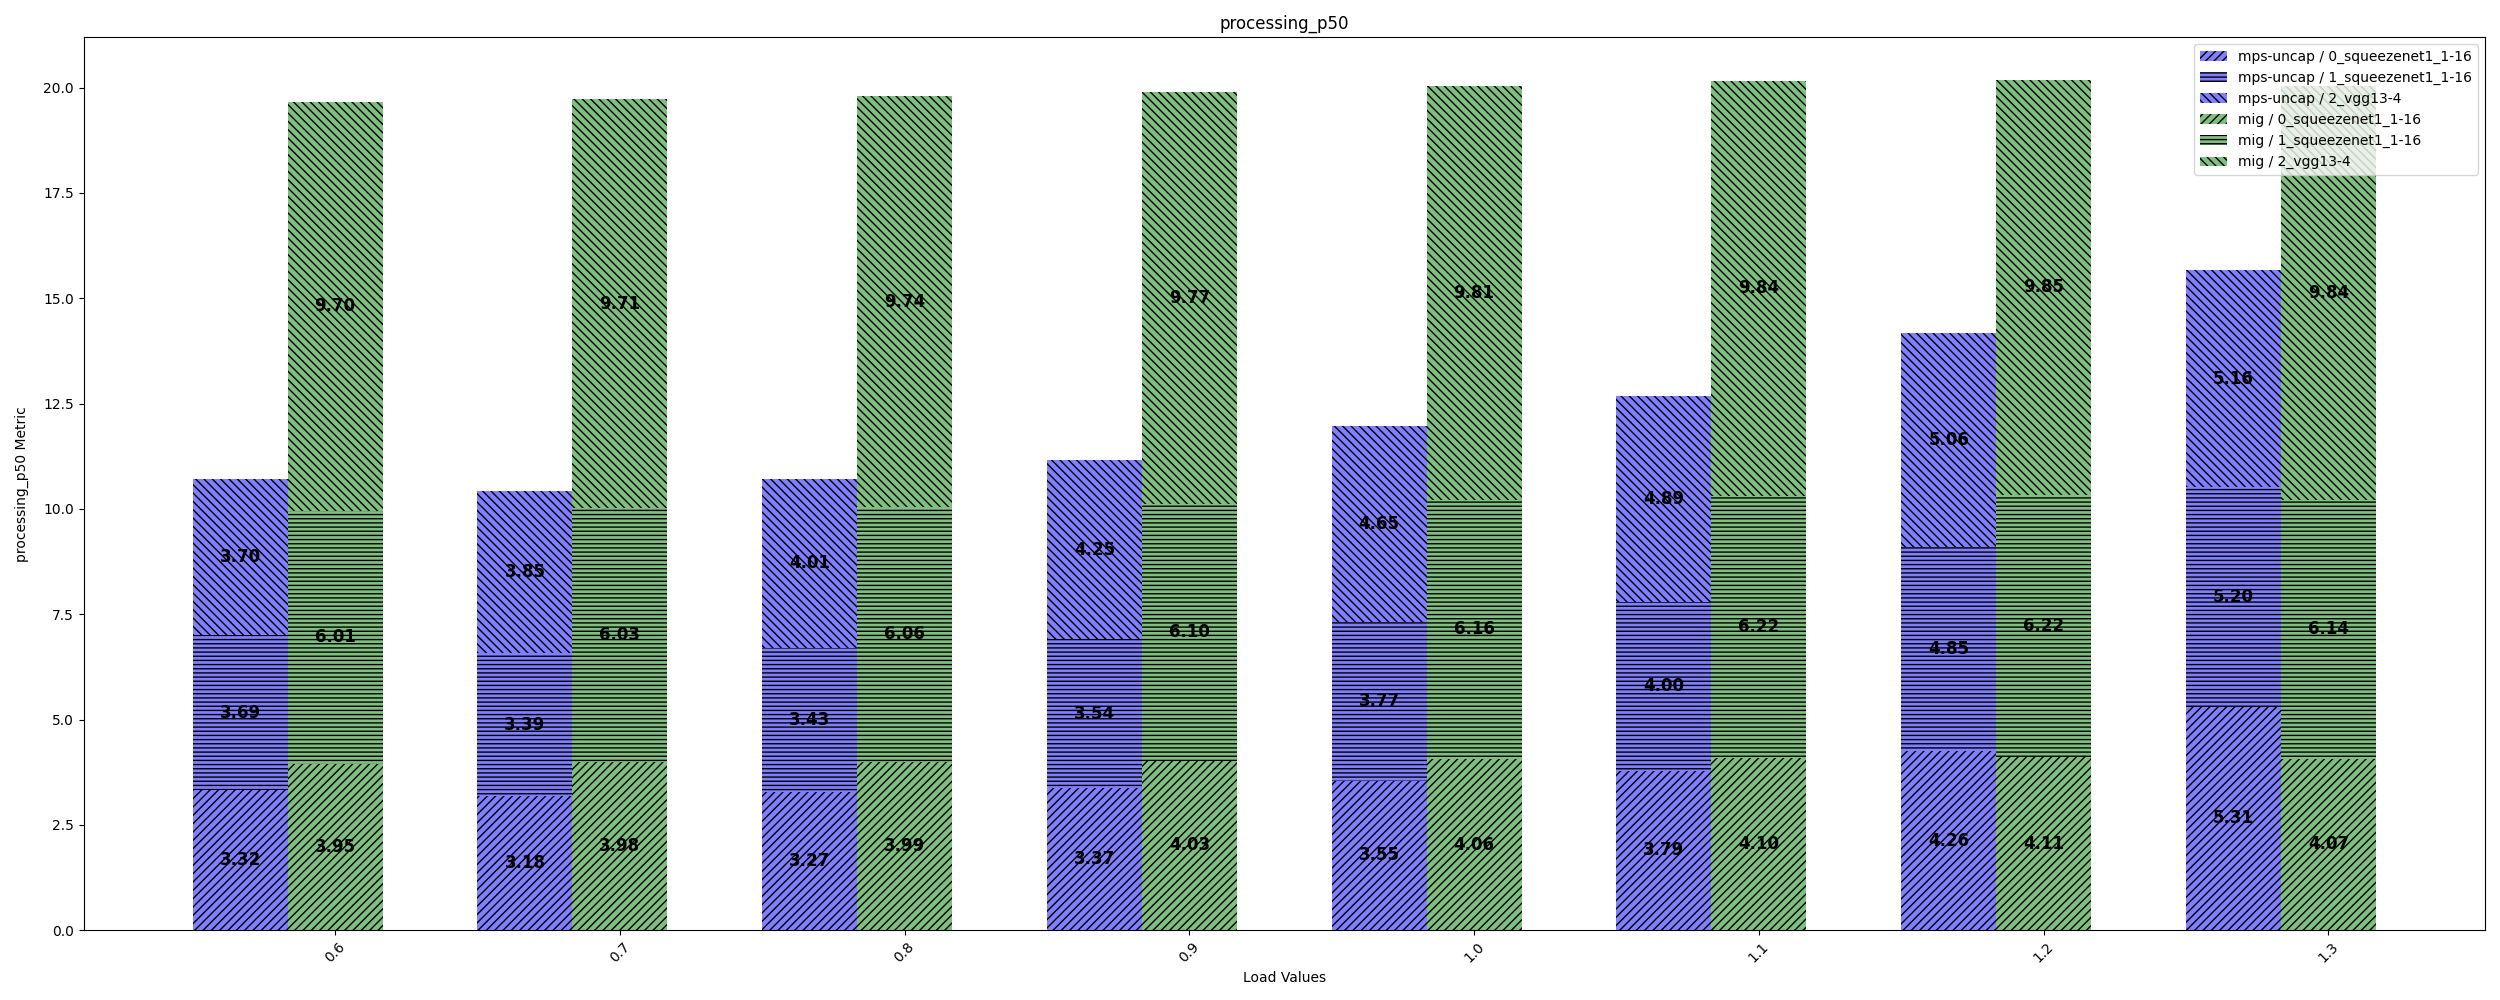 processing_p50
mps-uncap / 0_squeezenet1_1-16
mps-uncap / 1_squeezenet1_1-16
mps-uncap / 2_vgg13-4
mig / 0_squeezenet1_1-16
mig / 1_squeezenet1_1-16
mig / 2_vgg13-4
processing_p50 Metric
20.0
17.5
15.0
12.5
10.0
7.5
5.0
2.5
0.0
9.70 9.71 9.74 9.77 9.81 9.84 9.85 9.84
3.70 3.85 4.01 4.25 4.65 4.89 5.06 5.16
6.01 6.03 6.06 6.10 6.16 6.22 6.22 6.14
3.69 3.39 3.43 3.54 3.77 4.00 4.85 5.20
3.32 3.18 3.27 3.37 3.55 3.79 4.26 5.31
3.95 3.98 3.99 4.03 4.06 4.10 4.11 4.07
0.6 0.7 0.8 0.9 1.0 1.1 1.2 1.3
Load Values